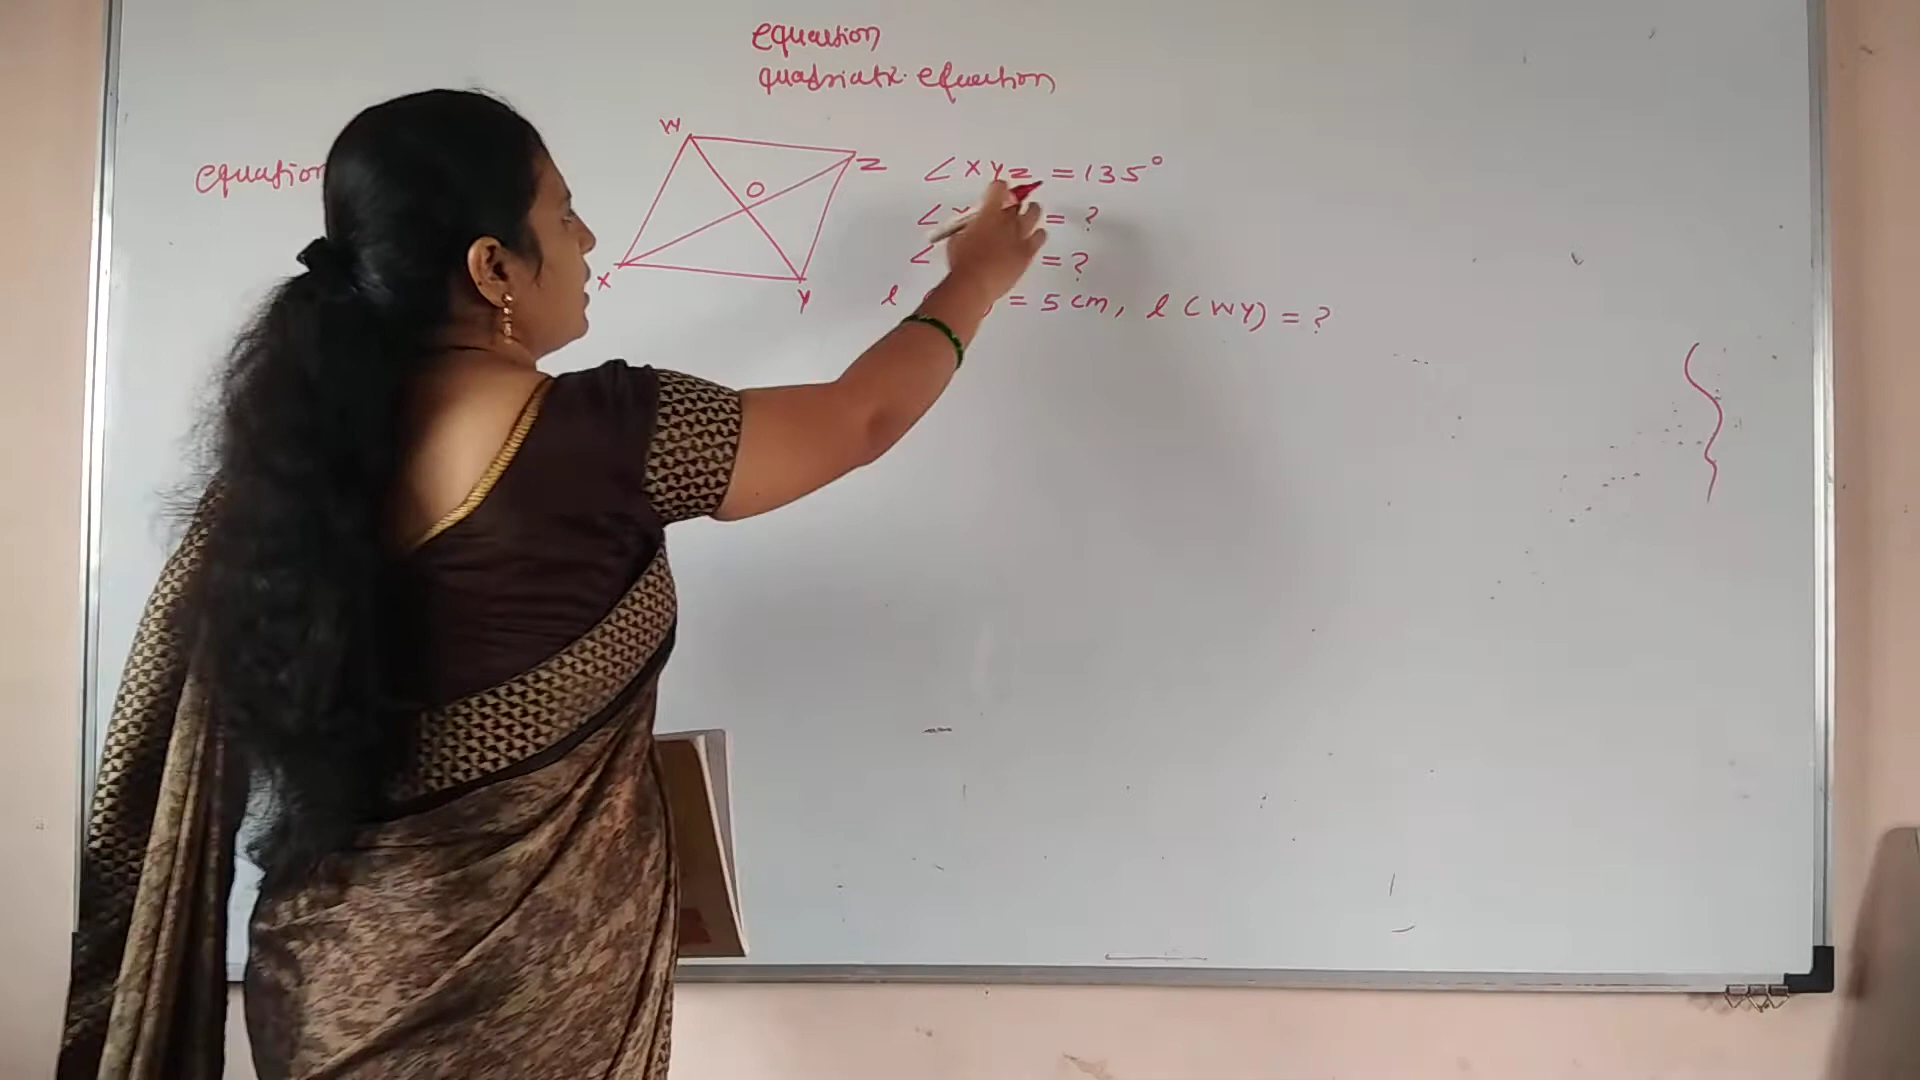 equation
quadriatic equation
equation
W
Z
O
X
Y
∠XYZ = 135°
∠ = ?
∠ = ?
l ) = 5 cm, l (WY) = ?